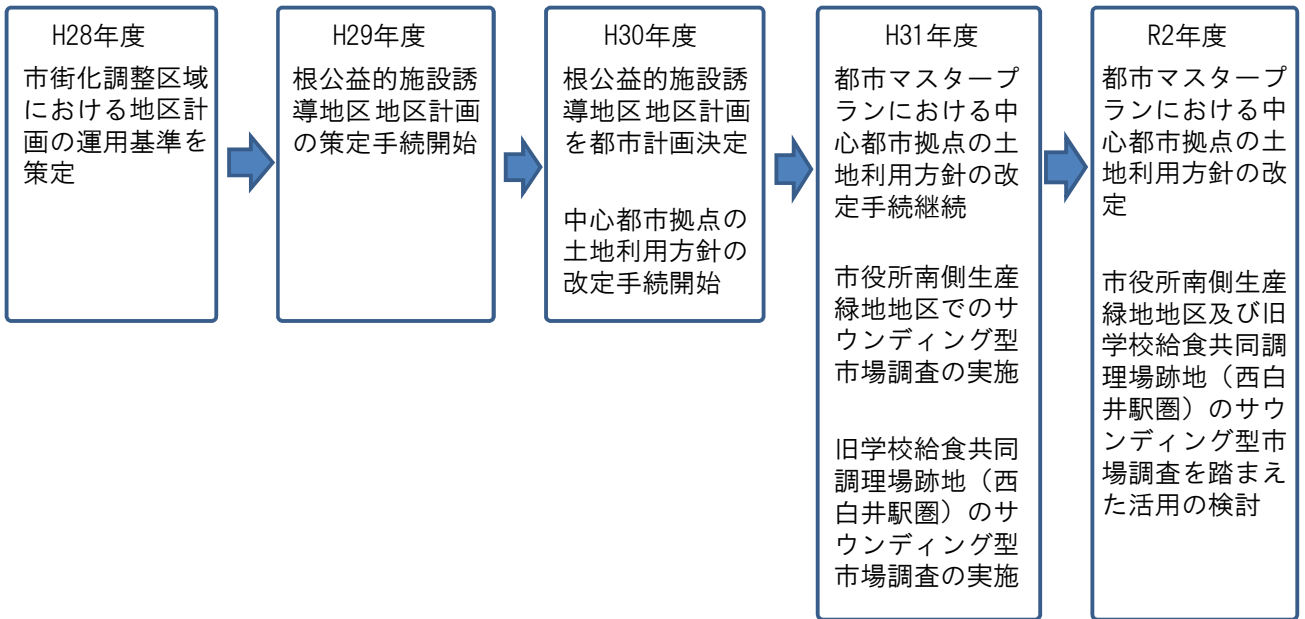 H28年度
市街化調整区域
における地区計
画の運用基準を
策定
H29年度
根公益的施設誘
導地区 地区計画
の策定手続開始
H30年度
根公益的施設誘
導地区 地区計画
を都市計画決定
中心都市拠点の
土地利用方針の
改定手続開始
H31年度
都市マスタープ
ランにおける中
心都市拠点の土
地利用方針の改
定手続継続
市役所南側生産
緑地地区でのサ
ウンディング型
市場調査の実施
旧学校給食共同
調理場跡地（西
白井駅圏）のサ
ウンディング型
市場調査の実施
R2年度
都市マスタープ
ランにおける中
心都市拠点の土
地利用方針の改
定
市役所南側生産
緑地地区及び旧
学校給食共同調
理場跡地（西白
井駅圏）のサウ
ンディング型市
場調査を踏まえ
た活用の検討